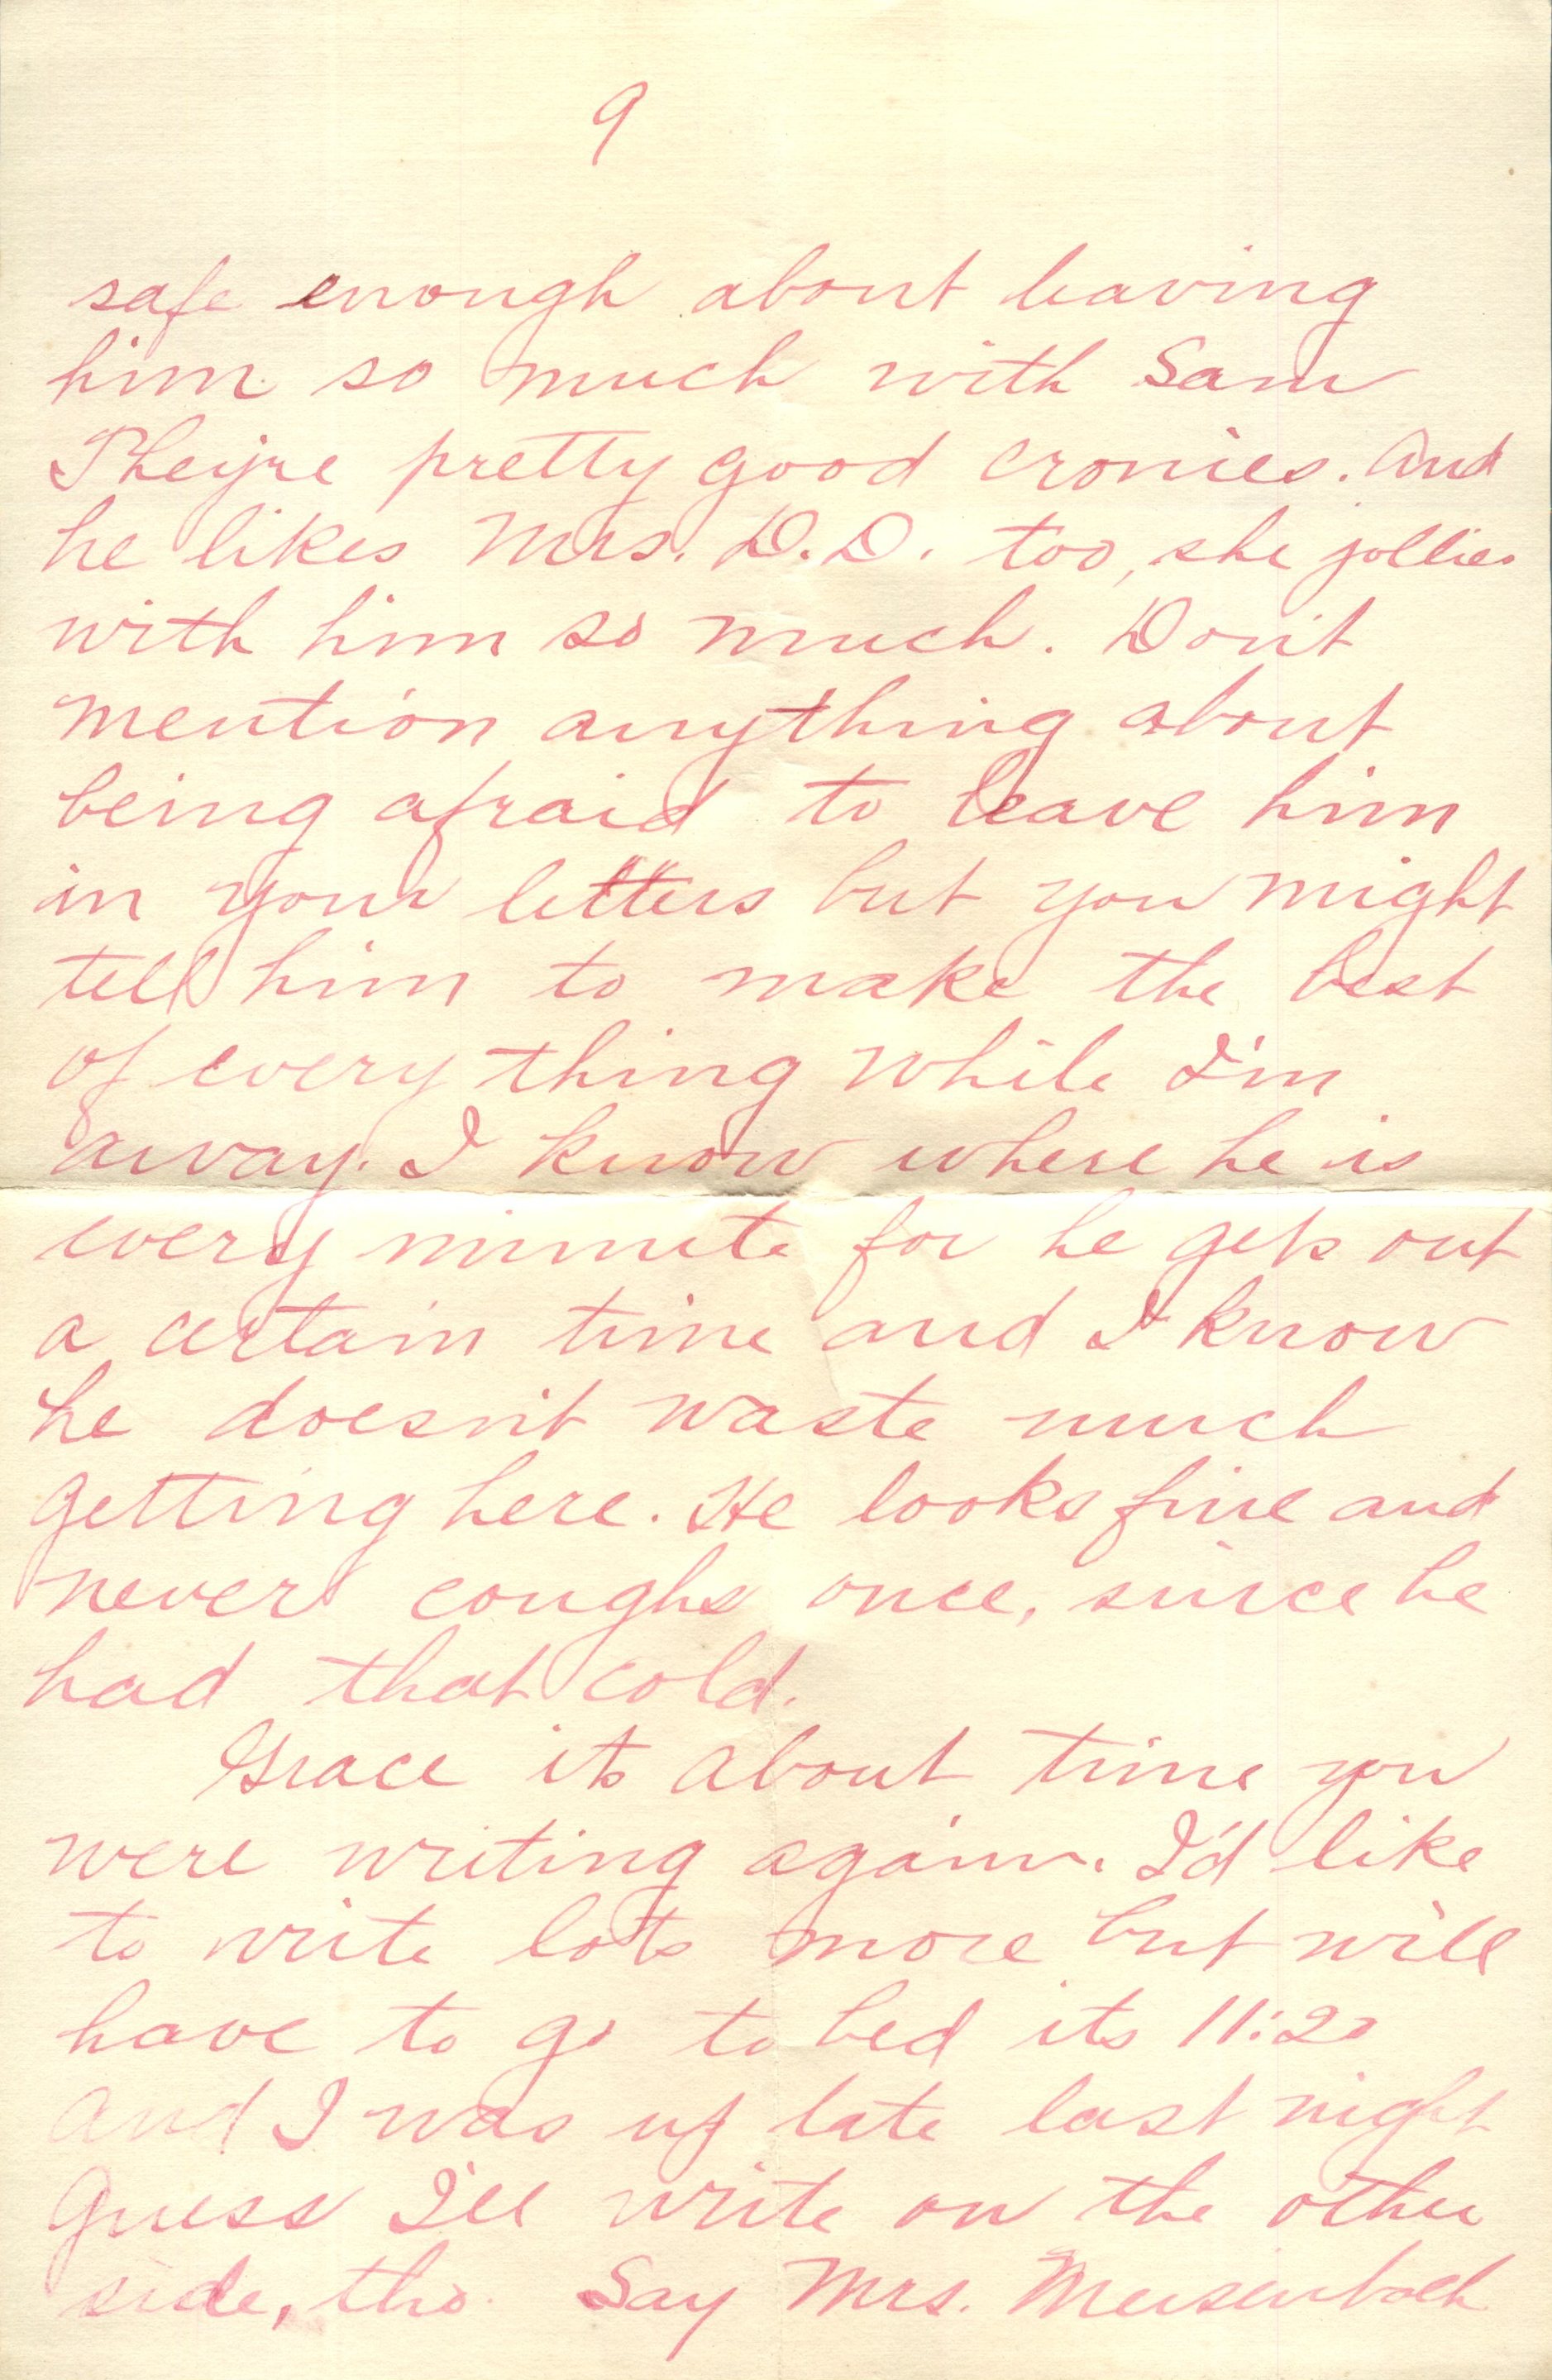 9
safe enough about leaving
him so much with Sam
They're pretty good cronies. And
he likes Mrs. D.D. too, she jollies
with him so much. Don't
mention anything about
being afraid to leave him
in your letters but you might
tell him to make the best
of every thing while I'm
away. I know where he is
every minute for he gets out
a certain time and I know
he doesn't waste much
getting here. He looks fine and
never coughs once, since he
had that cold.
Grace it's about time you
were writing again. I'd like
to write lots more but will
have to go to bed its 11:20
and I was up late last night
Guess I'll write on the other
side, tho. Say Mrs.